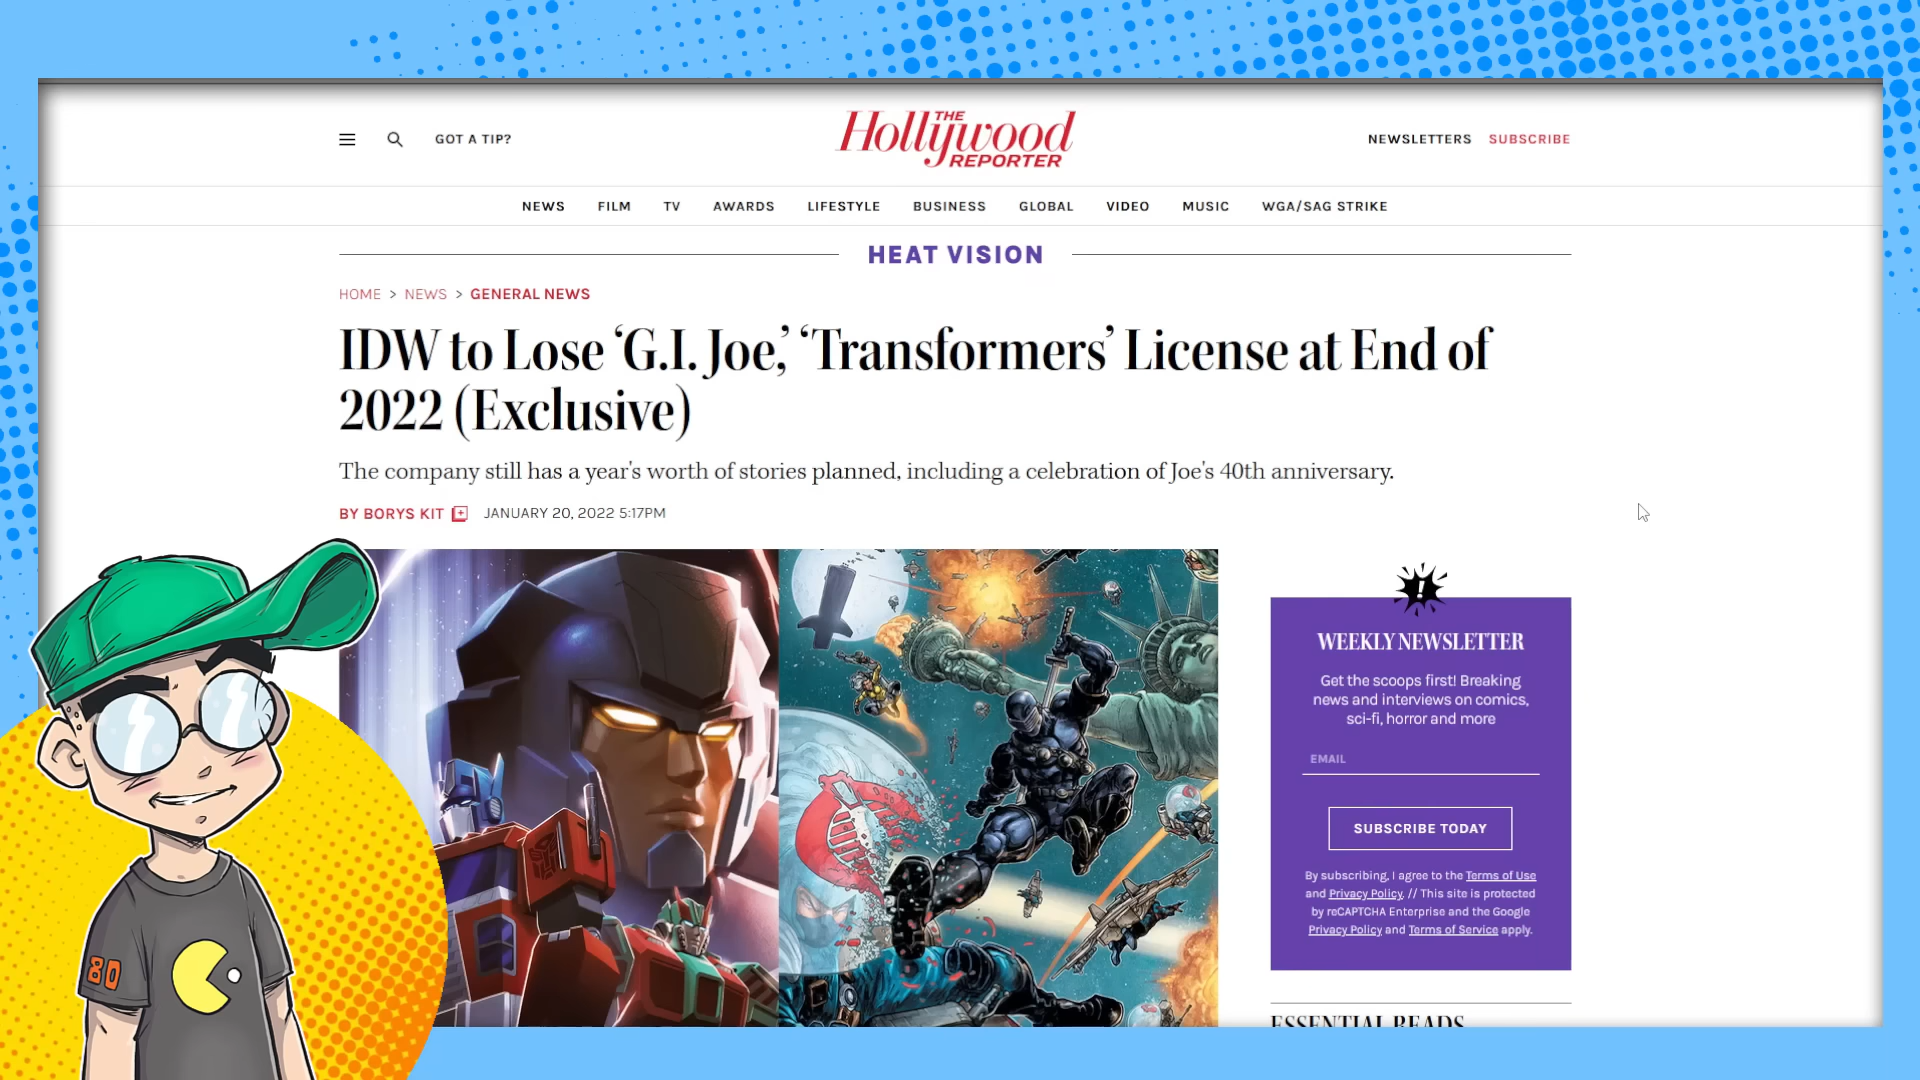 GOT A TIP?
THE
Hollywood
REPORTER
NEWSLETTERS SUBSCRIBE
NEWS FILM TV AWARDS LIFESTYLE BUSINESS GLOBAL VIDEO MUSIC WGA/SAG STRIKE
HEAT VISION
HOME > NEWS > GENERAL NEWS
IDW to Lose ‘G.I. Joe,’ ‘Transformers’ License at End of
2022 (Exclusive)
The company still has a year's worth of stories planned, including a celebration of Joe's 40th anniversary.
BY BORYS KIT JANUARY 20, 2022 5:17PM
!
WEEKLY NEWSLETTER
Get the scoops first! Breaking
news and interviews on comics,
sci-fi, horror and more
EMAIL
SUBSCRIBE TODAY
By subscribing, I agree to the Terms of Use
and Privacy Policy. // This site is protected
by reCAPTCHA Enterprise and the Google
Privacy Policy and Terms of Service apply.
ESSENTIAL READS
80